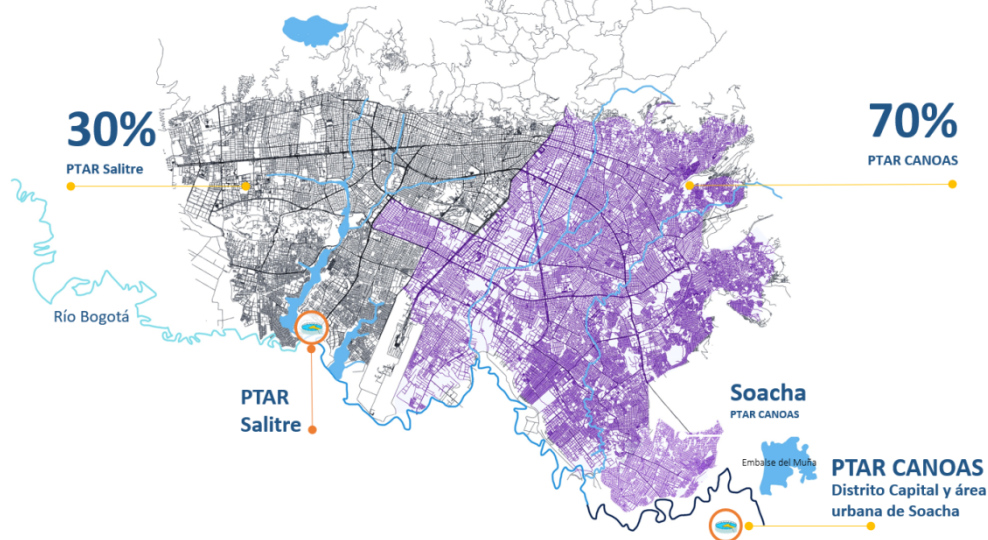 30%
PTAR Salitre
70%
PTAR CANOAS
Río Bogotá
PTAR
Salitre
Soacha
PTAR CANOAS
Embalse del Muña
PTAR CANOAS
Distrito Capital y área
urbana de Soacha